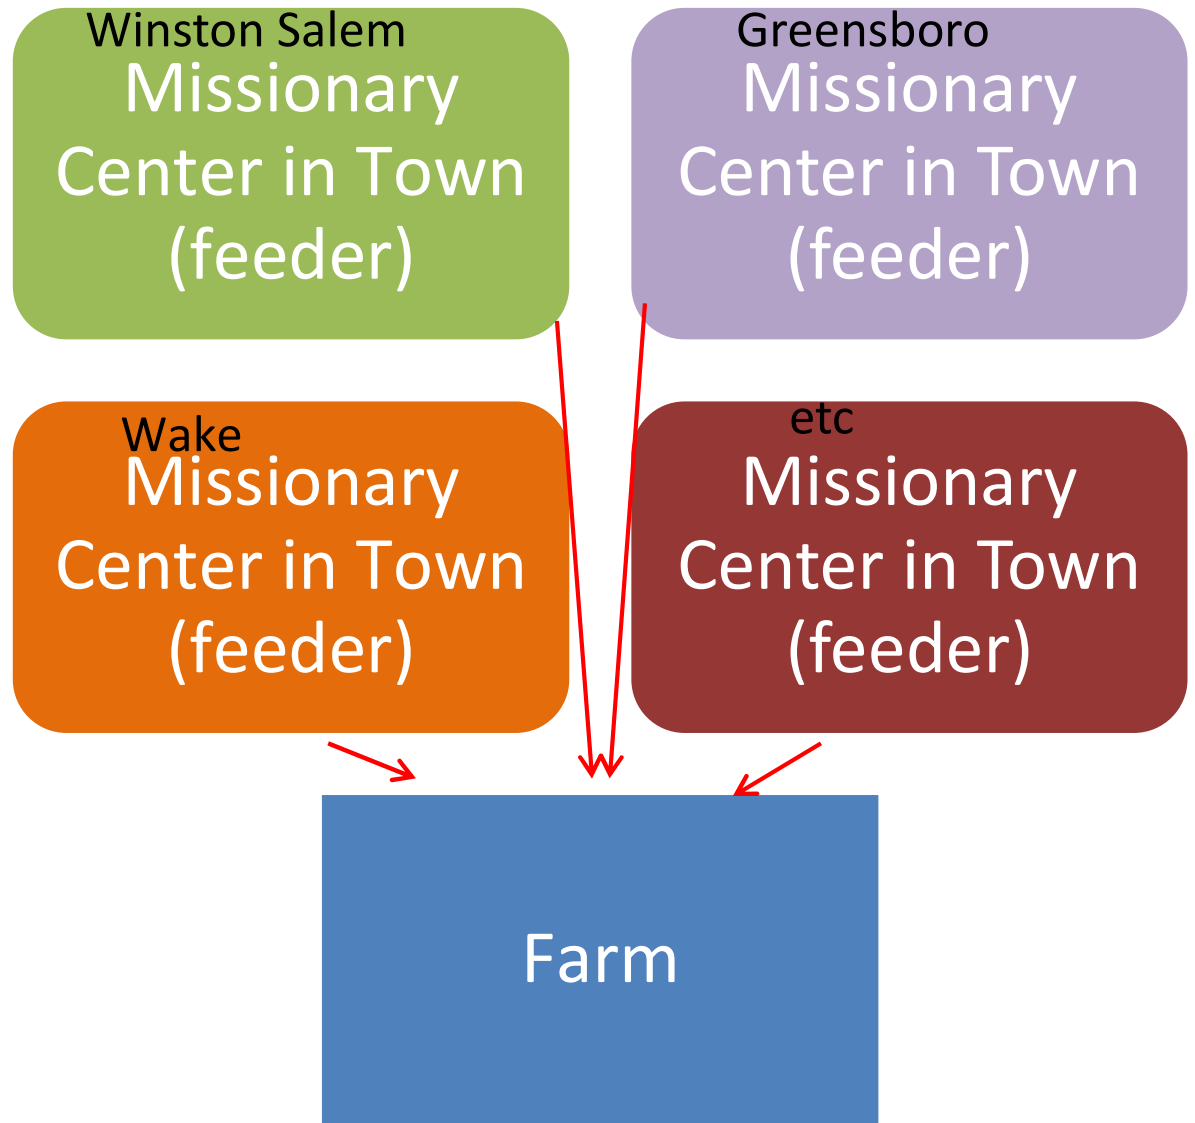 Winston Salem
Missionary
Center in Town
(feeder)
Greensboro
Missionary
Center in Town
(feeder)
Wake
Missionary
Center in Town
(feeder)
etc
Missionary
Center in Town
(feeder)
Farm